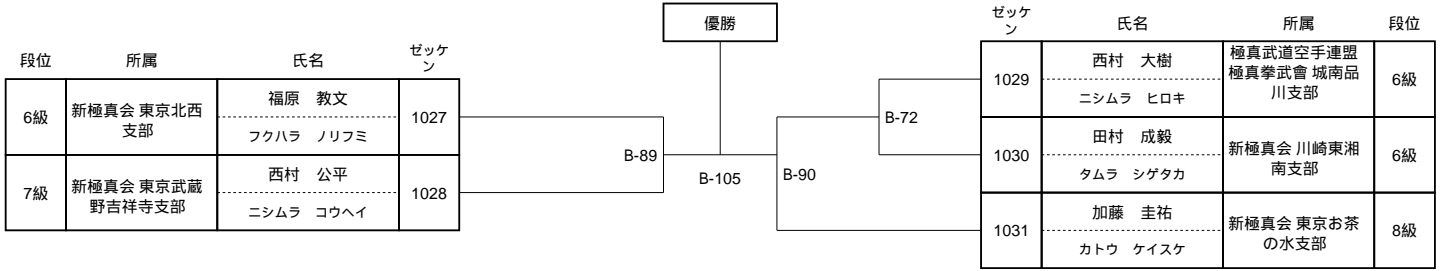 優勝
段位 所属 氏名 ゼッケ
ン
6級 新極真会 東京北西
支部 福原 教文
フクハラ ノリフミ 1027
7級 新極真会 東京武蔵
野吉祥寺支部 西村 公平
ニシムラ コウヘイ 1028
B-89
B-105
B-90
B-72
ゼッケ
ン 氏名 所属 段位
1029 西村 大樹
ニシムラ ヒロキ 極真武道空手連盟
極真拳武會 城南品
川支部 6級
1030 田村 成毅
タムラ シゲタカ 新極真会 川崎東湘
南支部 6級
1031 加藤 圭祐
カトウ ケイスケ 新極真会 東京お茶
の水支部 8級